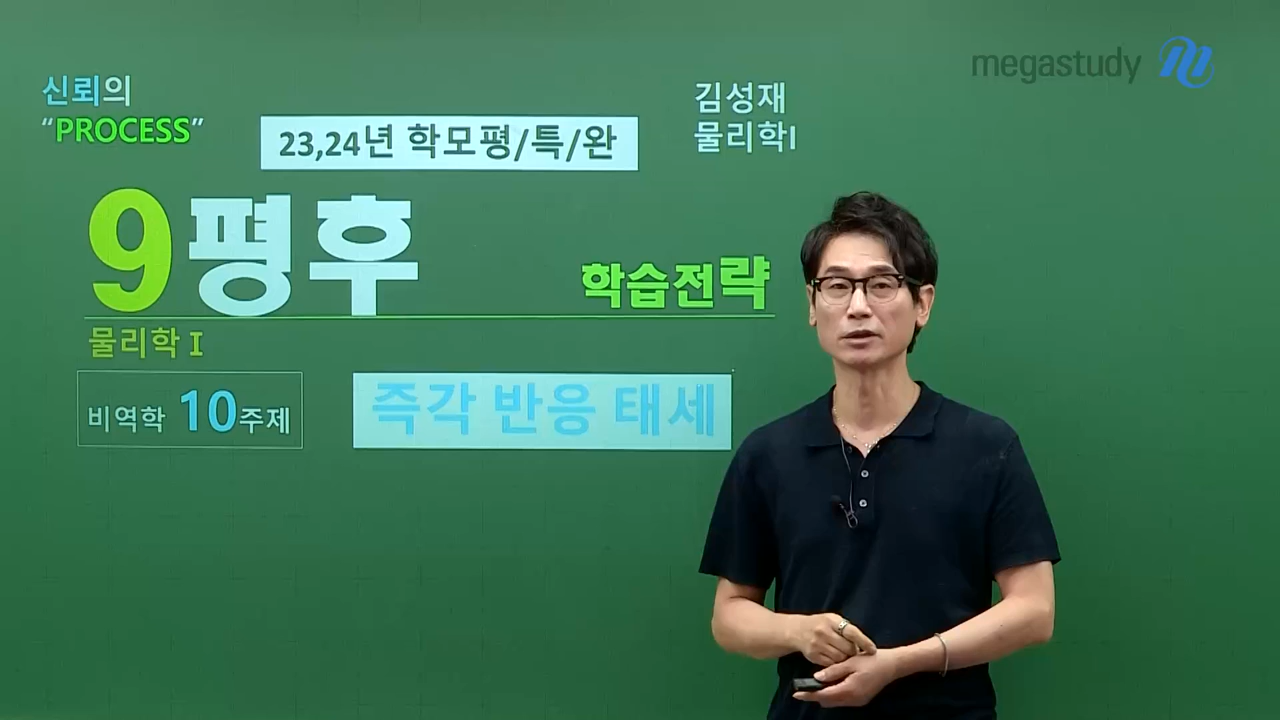 신뢰의
“PROCESS”
23,24년 학모평/특/완
김성재
물리학I
megastudy
9평후
학습전략
물리학 I
비역학 10주제
즉각 반응 태세